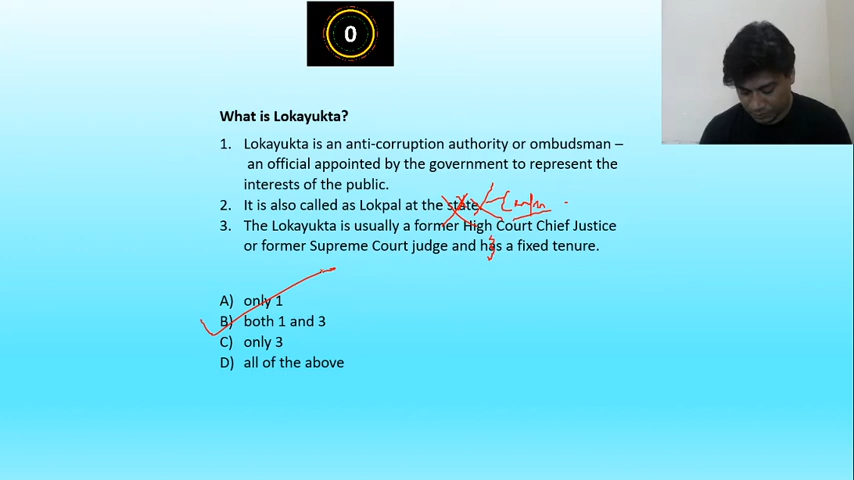 0
What is Lokayukta?
1. Lokayukta is an anti-corruption authority or ombudsman –
an official appointed by the government to represent the
interests of the public.
2. It is also called as Lokpal at the state
3. The Lokayukta is usually a former High Court Chief Justice
or former Supreme Court judge and has a fixed tenure.
A) only 1
B) both 1 and 3
C) only 3
D) all of the above